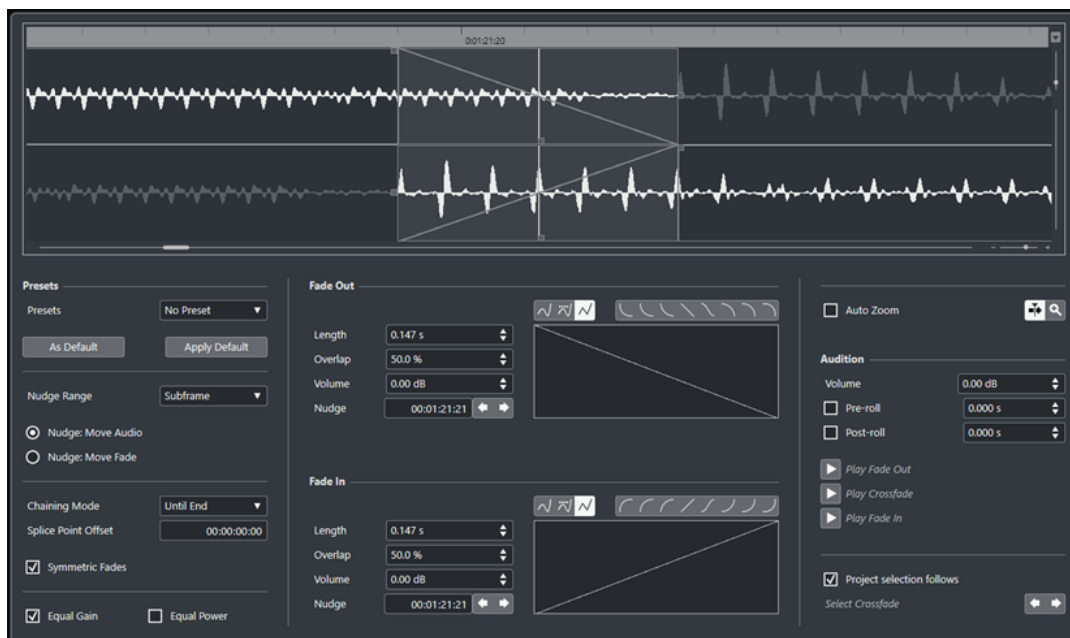 0:01:21:20
Presets
Presets No Preset
As Default Apply Default
Nudge Range Subframe
Nudge: Move Audio
Nudge: Move Fade
Chaining Mode Until End
Splice Point Offset 00:00:00:00
Symmetric Fades
Equal Gain Equal Power
Fade Out
Length 0.147 s
Overlap 50.0 %
Volume 0.00 dB
Nudge 00:01:21:21
Fade In
Length 0.147 s
Overlap 50.0 %
Volume 0.00 dB
Nudge 00:01:21:21
Auto Zoom
Audition
Volume 0.00 dB
Pre-roll 0.000 s
Post-roll 0.000 s
Play Fade Out
Play Crossfade
Play Fade In
Project selection follows
Select Crossfade